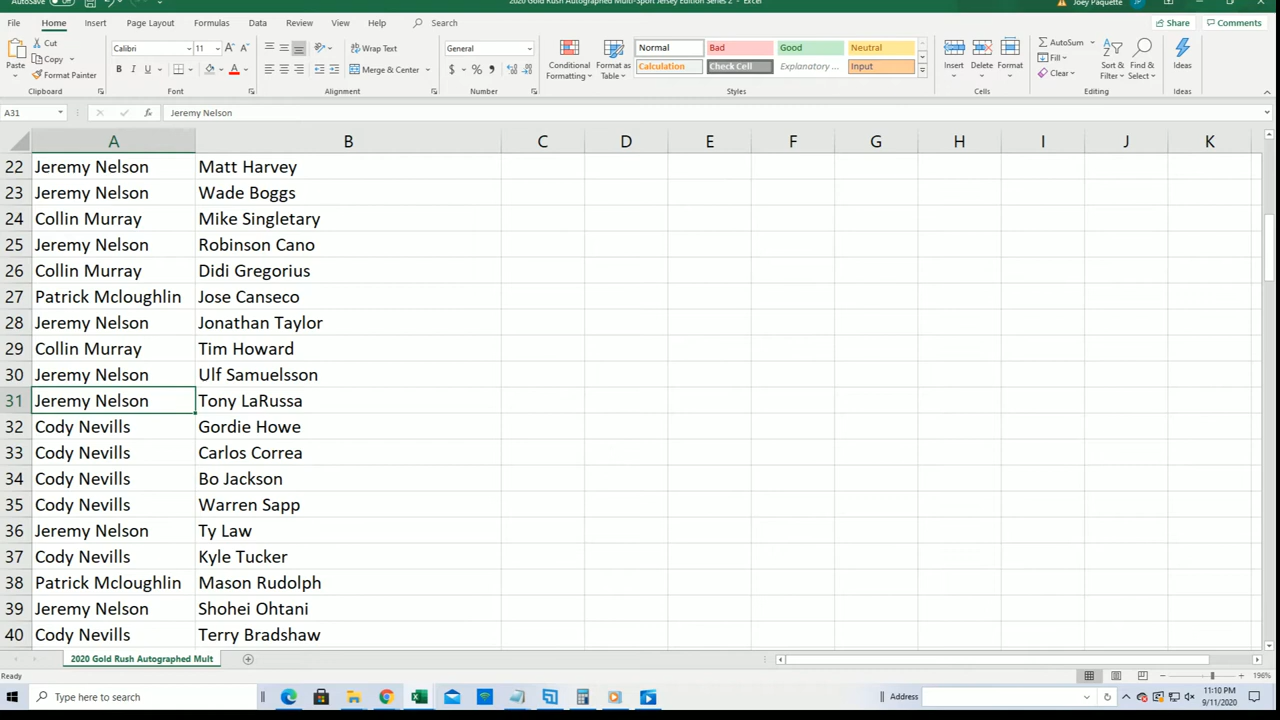 AutoSave
2020 Gold Rush Autographed Multi-Sport Jersey Edition Series 2 - Excel
Joey Paquette
File Home Insert Page Layout Formulas Data Review View Help Search Share Comments
Paste Cut Copy Format Painter Clipboard
Calibri 11 B I U A Font
Wrap Text Merge & Center Alignment
General $ % Number
Conditional Formatting Format as Table
Normal Bad Good Neutral
Calculation Check Cell Explanatory ... Input
Styles
Insert Delete Format Cells
AutoSum Fill Clear Sort & Filter Find & Select Editing
Ideas Ideas
A31 fx Jeremy Nelson
A B C D E F G H I J K
22 Jeremy Nelson Matt Harvey
23 Jeremy Nelson Wade Boggs
24 Collin Murray Mike Singletary
25 Jeremy Nelson Robinson Cano
26 Collin Murray Didi Gregorius
27 Patrick Mcloughlin Jose Canseco
28 Jeremy Nelson Jonathan Taylor
29 Collin Murray Tim Howard
30 Jeremy Nelson Ulf Samuelsson
31 Jeremy Nelson Tony LaRussa
32 Cody Nevills Gordie Howe
33 Cody Nevills Carlos Correa
34 Cody Nevills Bo Jackson
35 Cody Nevills Warren Sapp
36 Jeremy Nelson Ty Law
37 Cody Nevills Kyle Tucker
38 Patrick Mcloughlin Mason Rudolph
39 Jeremy Nelson Shohei Ohtani
40 Cody Nevills Terry Bradshaw
2020 Gold Rush Autographed Mult
Ready 196%
Type here to search Address 11:10 PM
9/11/2020